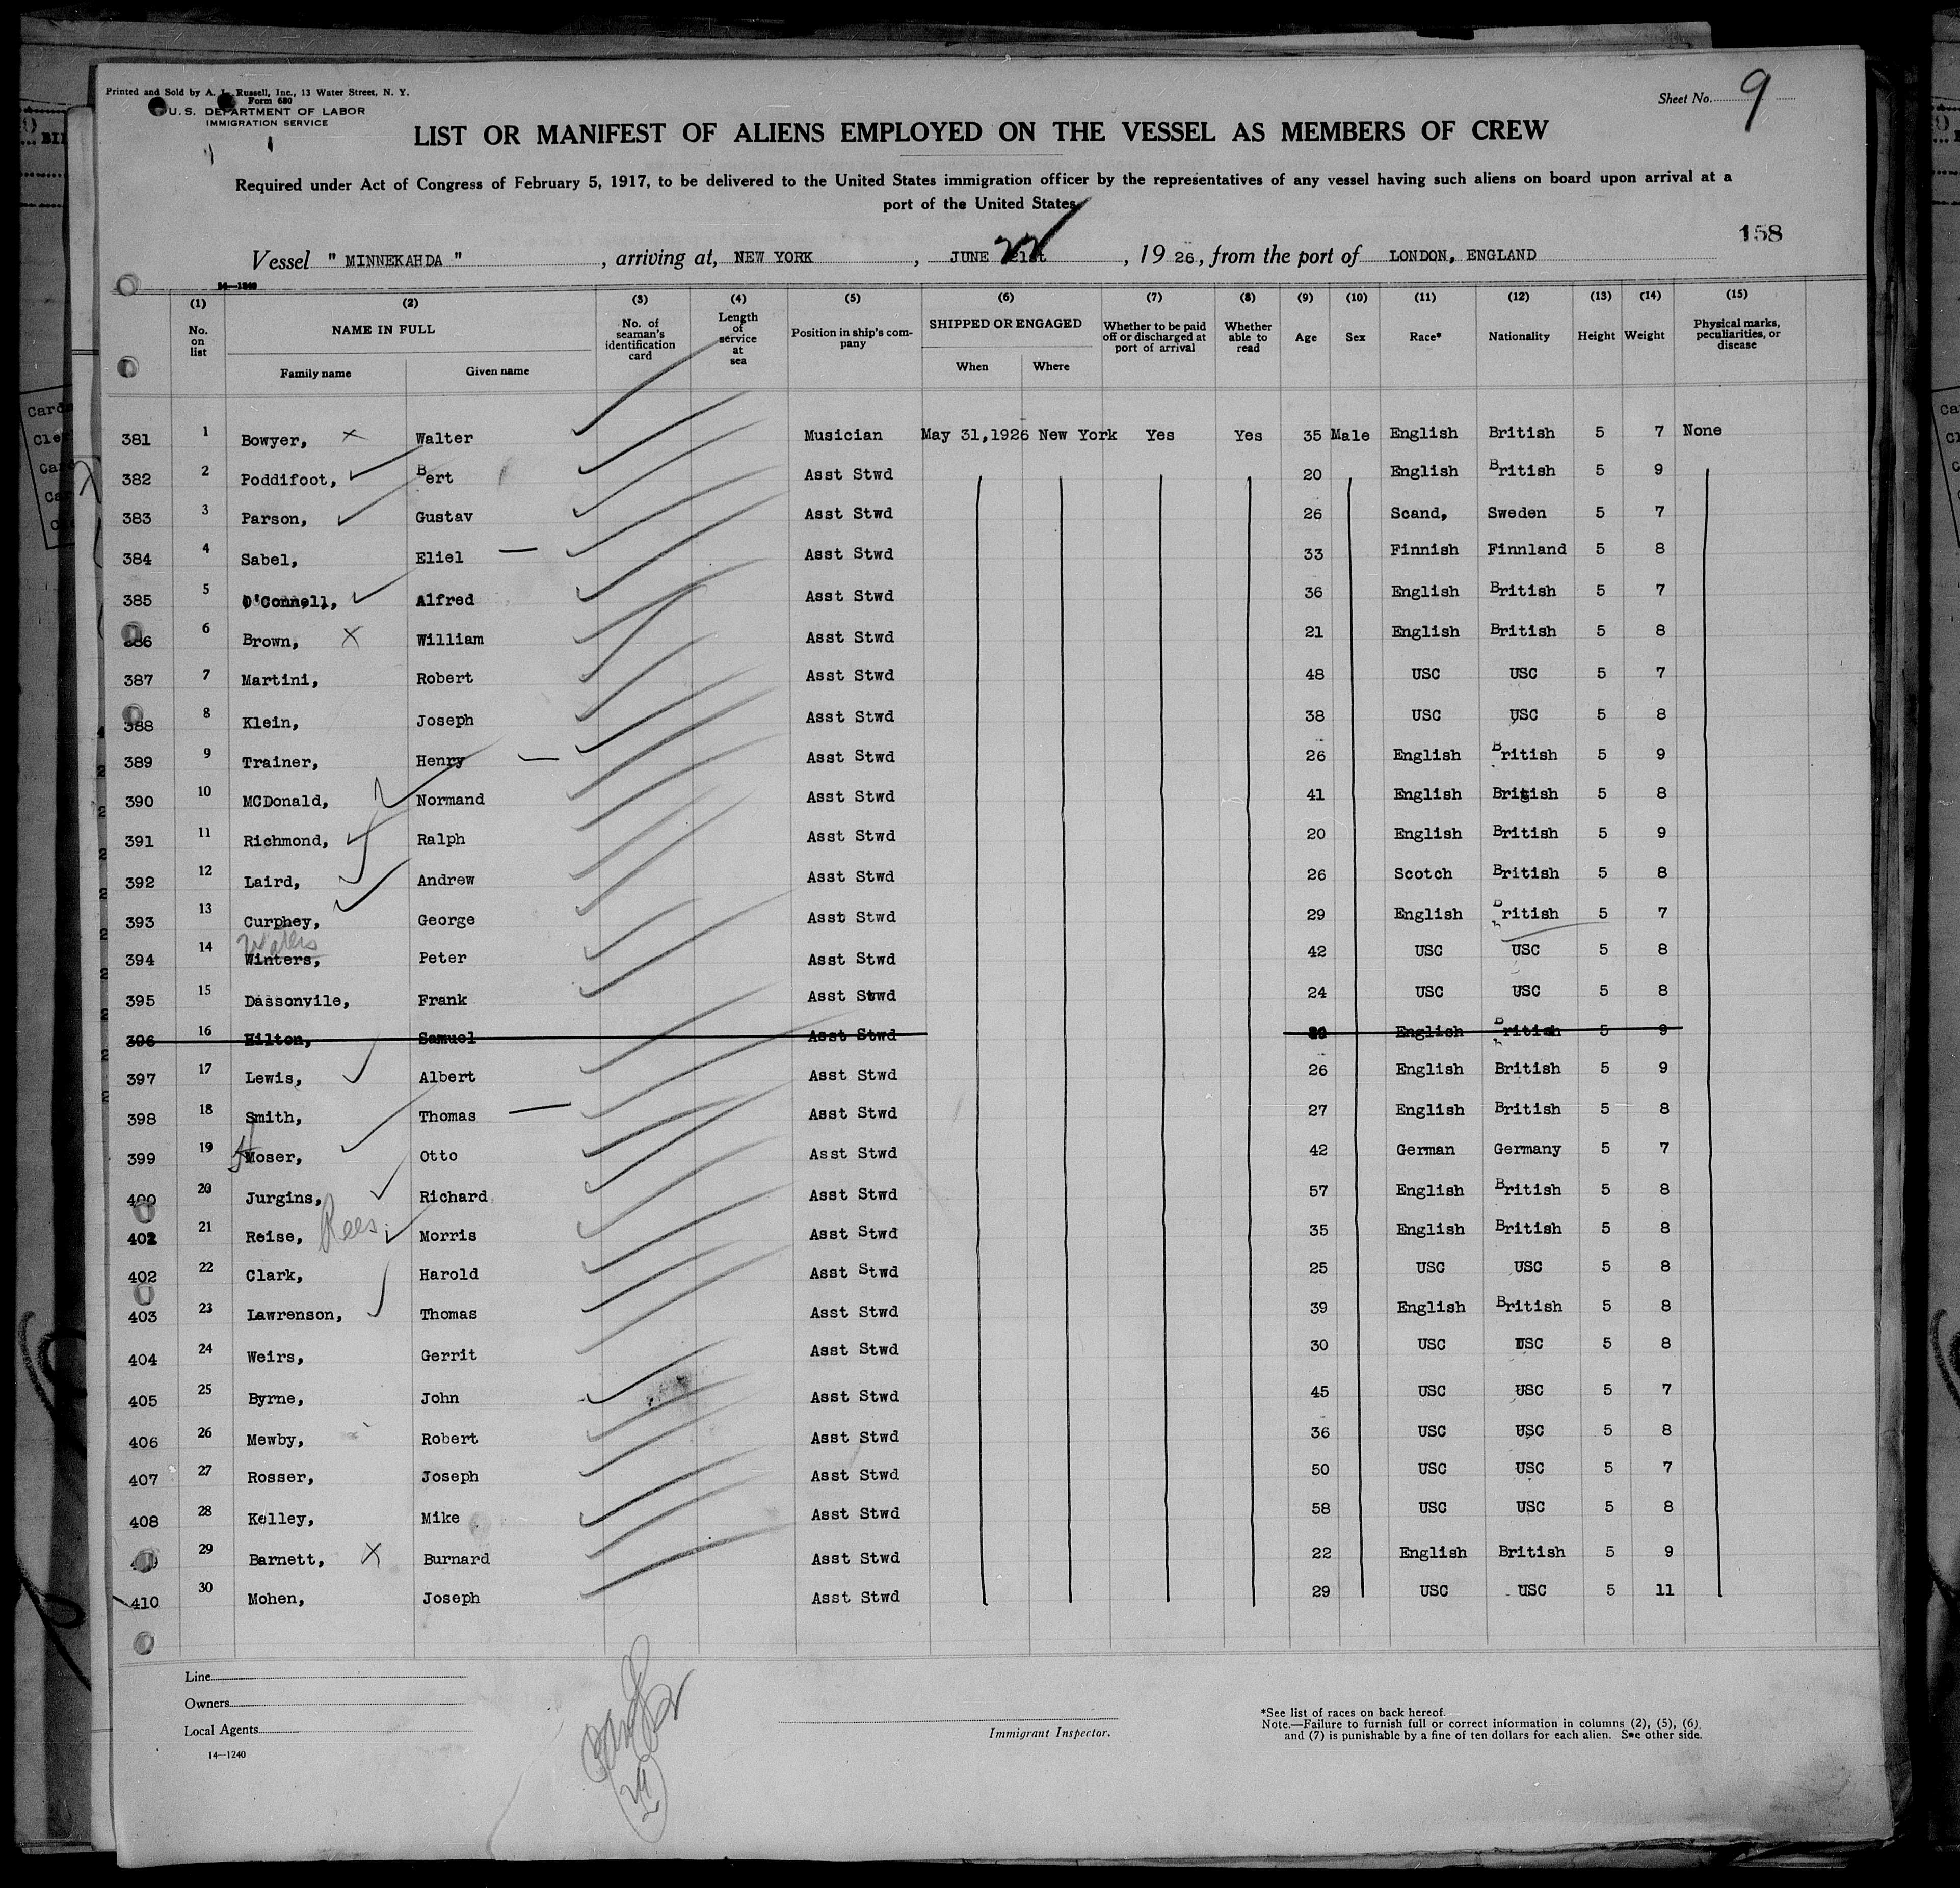 Printed and Sold by A. L. Russell, Inc., 13 Water Street, N. Y.
Form 680
U. S. DEPARTMENT OF LABOR
IMMIGRATION SERVICE
Sheet No. 9
LIST OR MANIFEST OF ALIENS EMPLOYED ON THE VESSEL AS MEMBERS OF CREW
Required under Act of Congress of February 5, 1917, to be delivered to the United States immigration officer by the representatives of any vessel having such aliens on board upon arrival at a
port of the United States
158
Vessel " MINNEKAHDA " , arriving at, NEW YORK , JUNE 22 21st , 19 26, from the port of LONDON, ENGLAND
14—1240
(1) (2) (3) (4) (5) (6) (7) (8) (9) (10) (11) (12) (13) (14) (15)
No. on list NAME IN FULL Family name Given name No. of seaman's identification card Length of service at sea Position in ship's company SHIPPED OR ENGAGED When Where Whether to be paid off or discharged at port of arrival Whether able to read Age Sex Race* Nationality Height Weight Physical marks, peculiarities, or disease
381 1 Bowyer, x Walter Musician May 31,1926 New York Yes Yes 35 Male English British 5 7 None
382 2 Poddifoot, Bert Asst Stwd 20 English British 5 9
383 3 Parson, Gustav Asst Stwd 26 Scand, Sweden 5 7
384 4 Sabel, Eliel — Asst Stwd 33 Finnish Finnland 5 8
385 5 O'Connell, Alfred Asst Stwd 36 English British 5 7
386 6 Brown, x William Asst Stwd 21 English British 5 8
387 7 Martini, Robert Asst Stwd 48 USC USC 5 7
388 8 Klein, Joseph Asst Stwd 38 USC USC 5 8
389 9 Trainer, Henry — Asst Stwd 26 English British 5 9
390 10 MCDonald, Normand Asst Stwd 41 English British 5 8
391 11 Richmond, Ralph Asst Stwd 20 English British 5 9
392 12 Laird, Andrew Asst Stwd 26 Scotch British 5 8
393 13 Curphey, George Asst Stwd 29 English British 5 7
Waters
394 14 Winters, Peter Asst Stwd 42 USC USC 5 8
395 15 Dassonvile, Frank Asst Stwd 24 USC USC 5 8
396 16 Hilton, Samuel Asst Stwd English British 5 9
397 17 Lewis, Albert Asst Stwd 26 English British 5 9
398 18 Smith, Thomas — Asst Stwd 27 English British 5 8
399 19 Moser, Otto Asst Stwd 42 German Germany 5 7
400 20 Jurgins, Richard Asst Stwd 57 English British 5 8
402 21 Reise, Rees Morris Asst Stwd 35 English British 5 8
402 22 Clark, Harold Asst Stwd 25 USC USC 5 8
403 23 Lawrenson, Thomas Asst Stwd 39 English British 5 8
404 24 Weirs, Gerrit Asst Stwd 30 USC USC 5 8
405 25 Byrne, John Asst Stwd 45 USC USC 5 7
406 26 Mewby, Robert Asst Stwd 36 USC USC 5 8
407 27 Rosser, Joseph Asst Stwd 50 USC USC 5 7
408 28 Kelley, Mike Asst Stwd 58 USC USC 5 8
29 Barnett, x Burnard Asst Stwd 22 English British 5 9
410 30 Mohen, Joseph Asst Stwd 29 USC USC 5 11
Line
Owners
Local Agents
14—1240
Immigrant Inspector.
*See list of races on back hereof.
Note.—Failure to furnish full or correct information in columns (2), (5), (6)
and (7) is punishable by a fine of ten dollars for each alien. See other side.